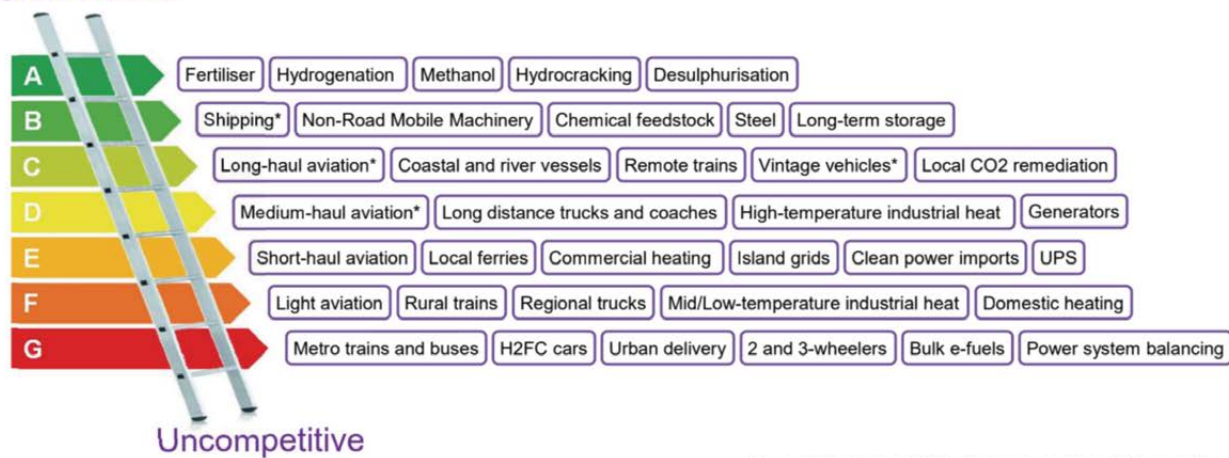 A Fertiliser Hydrogenation Methanol Hydrocracking Desulphurisation
B Shipping* Non-Road Mobile Machinery Chemical feedstock Steel Long-term storage
C Long-haul aviation* Coastal and river vessels Remote trains Vintage vehicles* Local CO2 remediation
D Medium-haul aviation* Long distance trucks and coaches High-temperature industrial heat Generators
E Short-haul aviation Local ferries Commercial heating Island grids Clean power imports UPS
F Light aviation Rural trains Regional trucks Mid/Low-temperature industrial heat Domestic heating
G Metro trains and buses H2FC cars Urban delivery 2 and 3-wheelers Bulk e-fuels Power system balancing
Uncompetitive